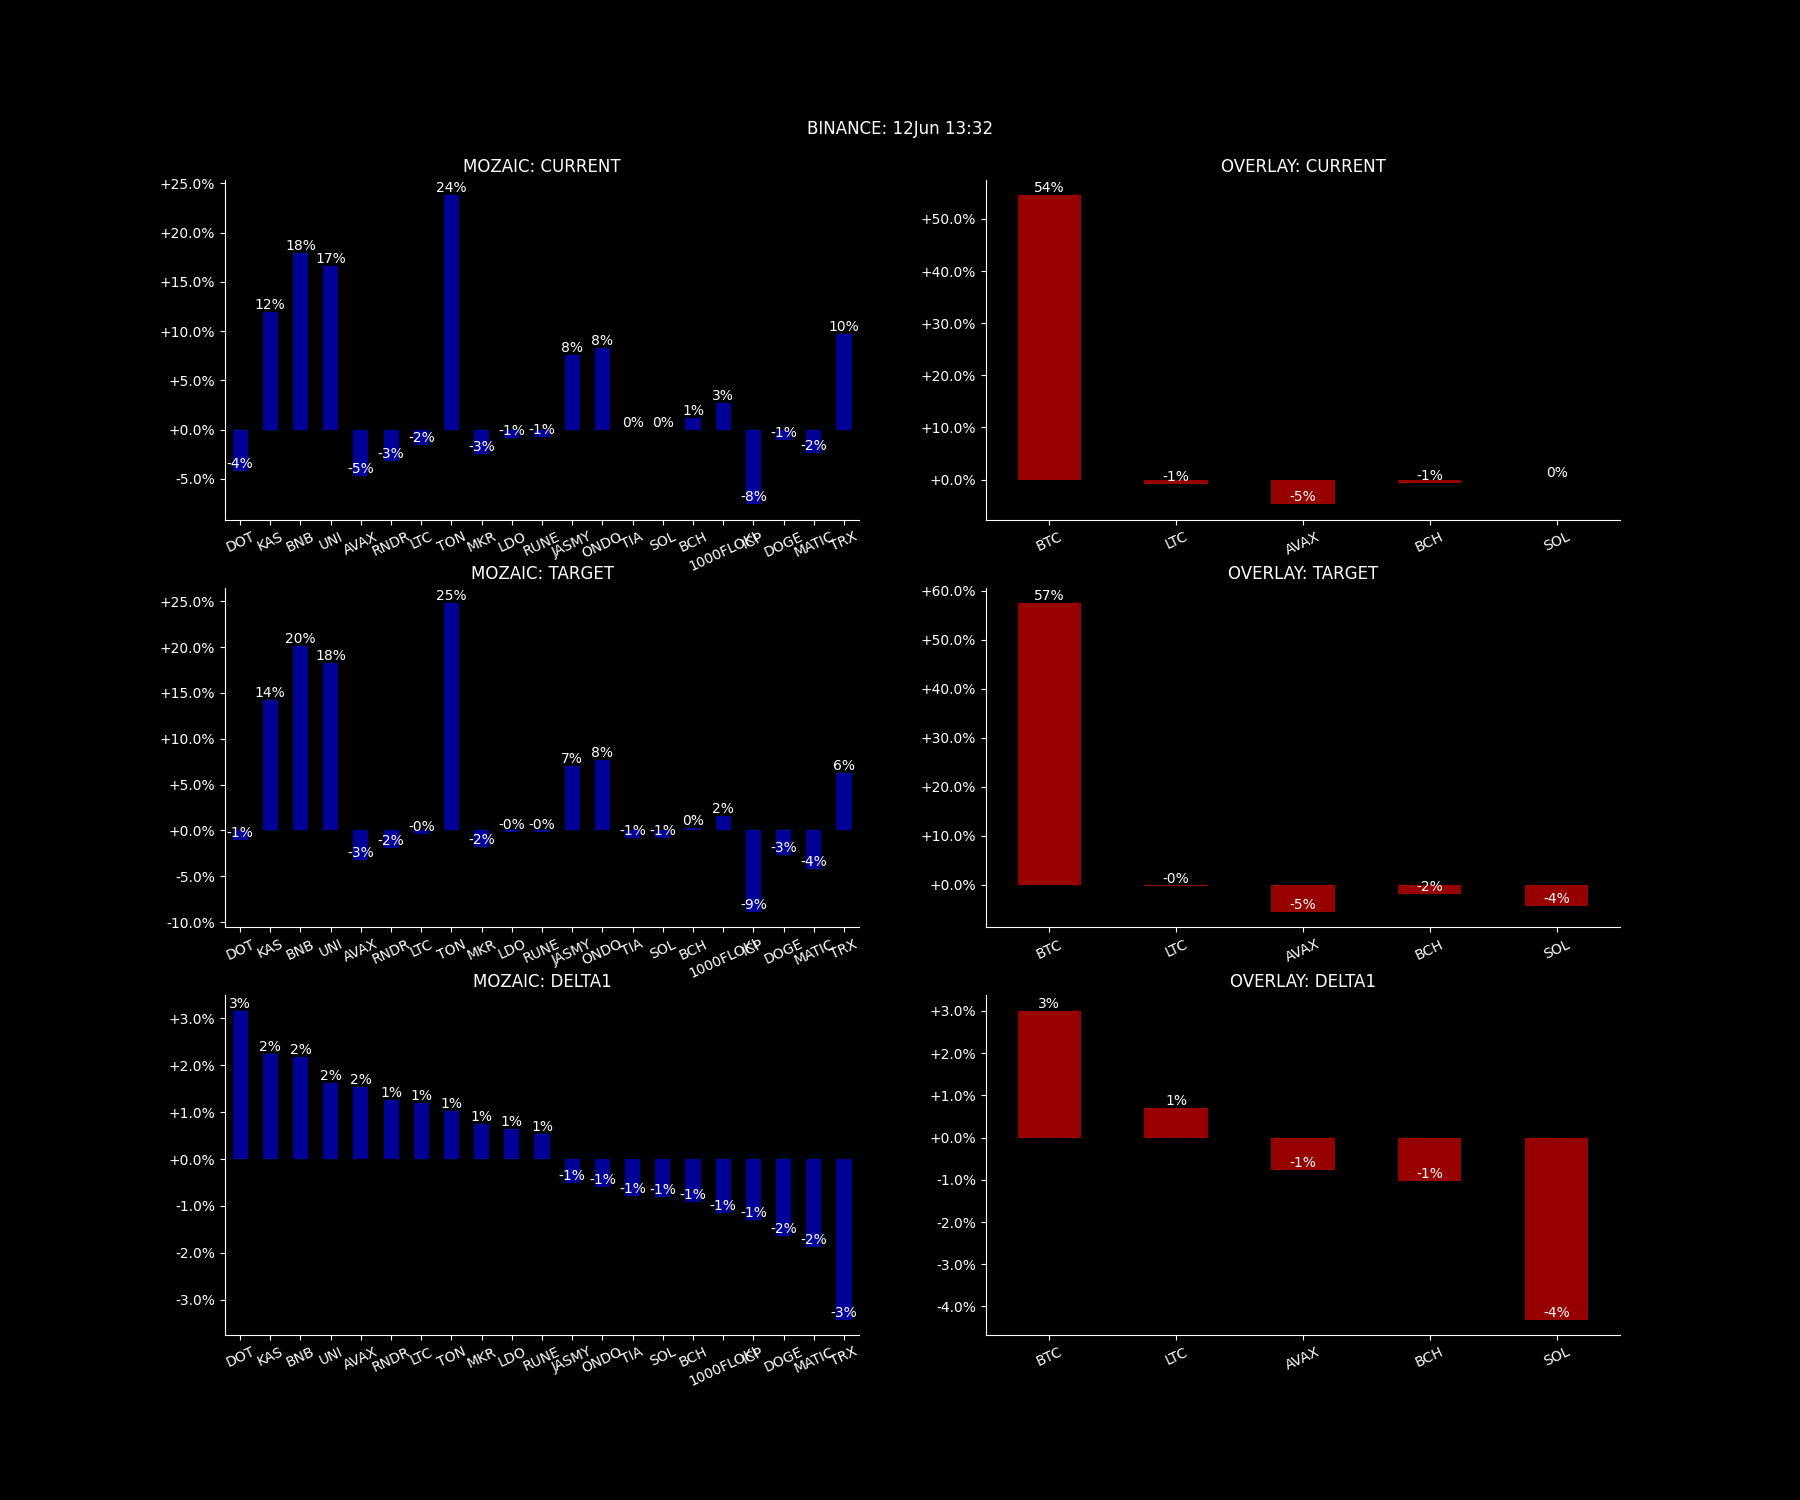 BINANCE: 12Jun 13:32
MOZAIC: CURRENT
+25.0%
+20.0%
+15.0%
+10.0%
+5.0%
+0.0%
-5.0%
-4% 12% 18% 17% -5% -3% -2% 24% -3% -1% -1% 8% 8% 0% 0% 1% 3% -8% -1% -2% 10%
DOT KAS BNB UNI AVAX RNDR LTC TON MKR LDO RUNE JASMY ONDO TIA SOL BCH 1000FLOKI ICP DOGE MATIC TRX
OVERLAY: CURRENT
+50.0%
+40.0%
+30.0%
+20.0%
+10.0%
+0.0%
54% -1% -5% -1% 0%
BTC LTC AVAX BCH SOL
MOZAIC: TARGET
+25.0%
+20.0%
+15.0%
+10.0%
+5.0%
+0.0%
-5.0%
-10.0%
-1% 14% 20% 18% -3% -2% -0% 25% -2% -0% -0% 7% 8% -1% -1% 0% 2% -9% -3% -4% 6%
DOT KAS BNB UNI AVAX RNDR LTC TON MKR LDO RUNE JASMY ONDO TIA SOL BCH 1000FLOKI ICP DOGE MATIC TRX
OVERLAY: TARGET
+60.0%
+50.0%
+40.0%
+30.0%
+20.0%
+10.0%
+0.0%
57% -0% -5% -2% -4%
BTC LTC AVAX BCH SOL
MOZAIC: DELTA1
+3.0%
+2.0%
+1.0%
+0.0%
-1.0%
-2.0%
-3.0%
3% 2% 2% 2% 2% 1% 1% 1% 1% 1% 1% -1% -1% -1% -1% -1% -1% -1% -2% -2% -3%
DOT KAS BNB UNI AVAX RNDR LTC TON MKR LDO RUNE JASMY ONDO TIA SOL BCH 1000FLOKI ICP DOGE MATIC TRX
OVERLAY: DELTA1
+3.0%
+2.0%
+1.0%
+0.0%
-1.0%
-2.0%
-3.0%
-4.0%
3% 1% -1% -1% -4%
BTC LTC AVAX BCH SOL